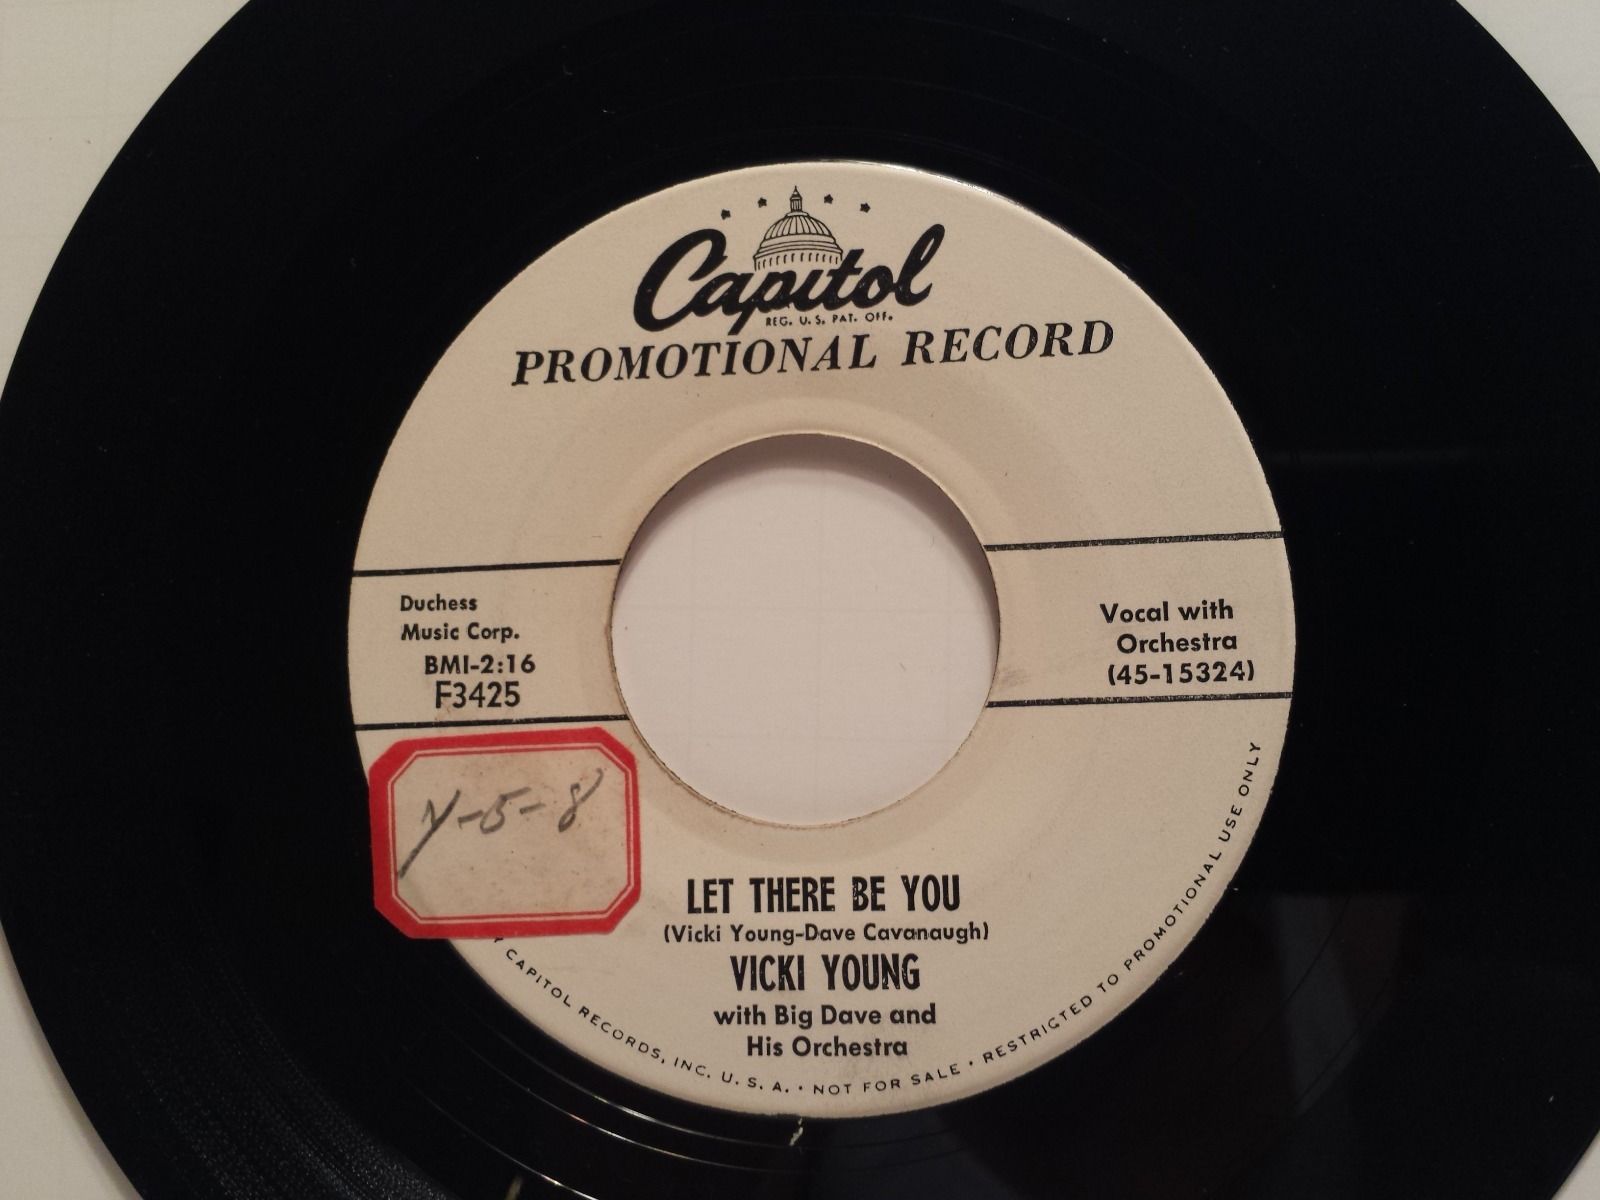 Capitol
REG. U.S. PAT. OFF.
PROMOTIONAL RECORD
Duchess
Music Corp.
BMI-2:16
F3425
Vocal with
Orchestra
(45-15324)
Y-5-8
LET THERE BE YOU
(Vicki Young-Dave Cavanaugh)
VICKI YOUNG
with Big Dave and
His Orchestra
Y CAPITOL RECORDS, INC. U. S. A. • NOT FOR SALE • RESTRICTED TO PROMOTIONAL USE ONLY